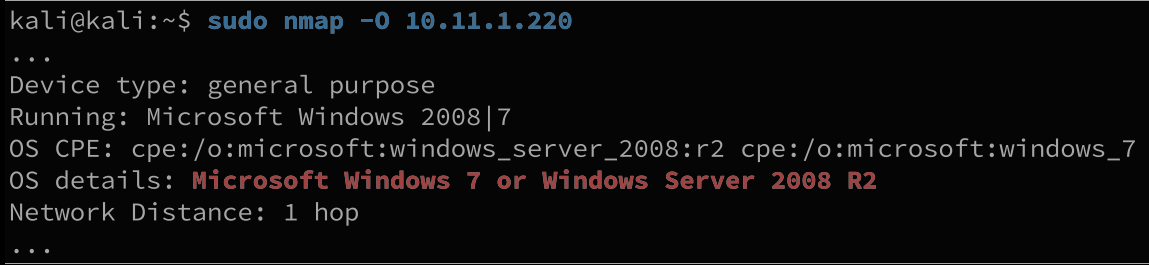 kali@kali:~$ sudo nmap -O 10.11.1.220
...
Device type: general purpose
Running: Microsoft Windows 2008|7
OS CPE: cpe:/o:microsoft:windows_server_2008:r2 cpe:/o:microsoft:windows_7
OS details: Microsoft Windows 7 or Windows Server 2008 R2
Network Distance: 1 hop
...